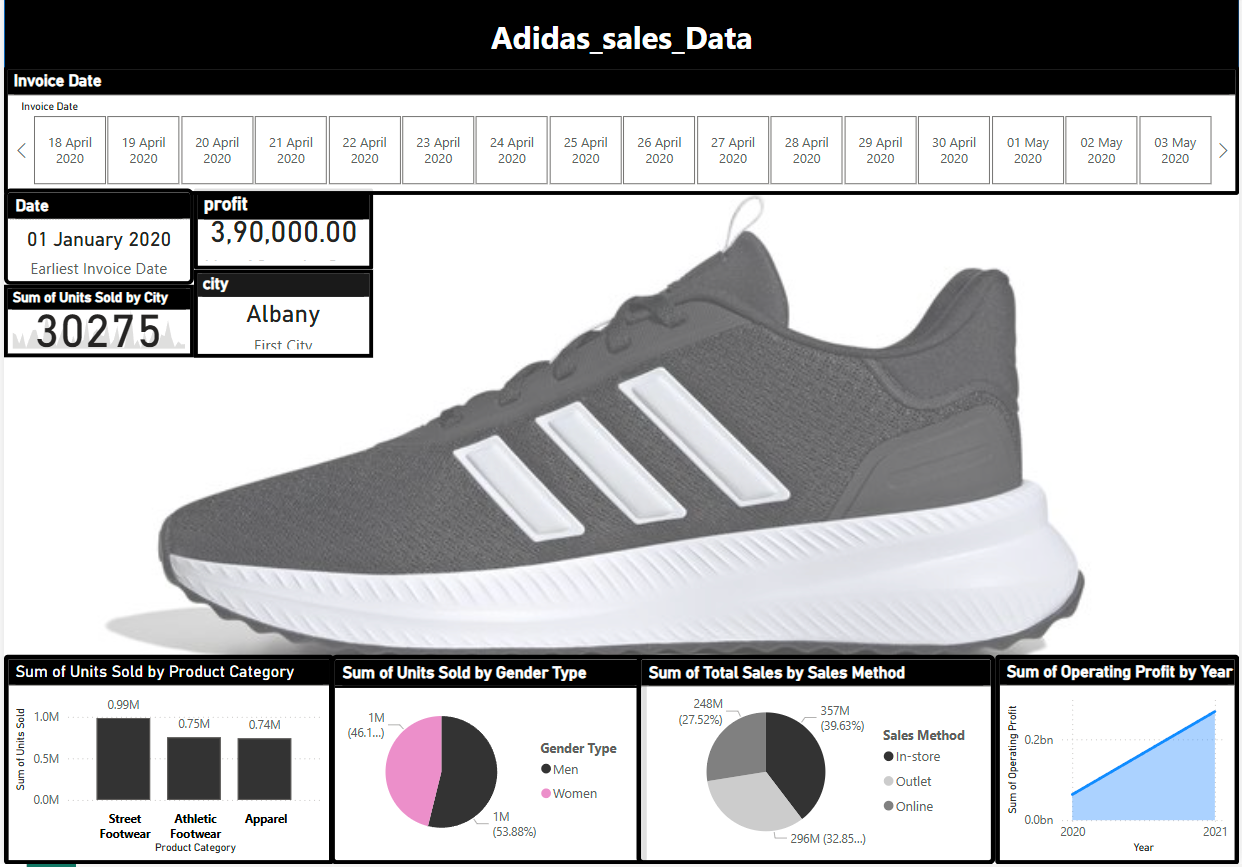 Adidas_sales_Data
Invoice Date
Invoice Date
18 April 2020
19 April 2020
20 April 2020
21 April 2020
22 April 2020
23 April 2020
24 April 2020
25 April 2020
26 April 2020
27 April 2020
28 April 2020
29 April 2020
30 April 2020
01 May 2020
02 May 2020
03 May 2020
Date
01 January 2020
Earliest Invoice Date
profit
3,90,000.00
Sum of Units Sold by City
30275
city
Albany
First City
Sum of Units Sold by Product Category
Sum of Units Sold
1.0M
0.5M
0.0M
0.99M
0.75M
0.74M
Street Footwear
Athletic Footwear
Apparel
Product Category
Sum of Units Sold by Gender Type
1M
(46.1...)
1M
(53.88%)
Gender Type
Men
Women
Sum of Total Sales by Sales Method
248M
(27.52%)
357M
(39.63%)
296M (32.85...)
Sales Method
In-store
Outlet
Online
Sum of Operating Profit by Year
Sum of Operating Profit
0.2bn
0.0bn
2020
2021
Year